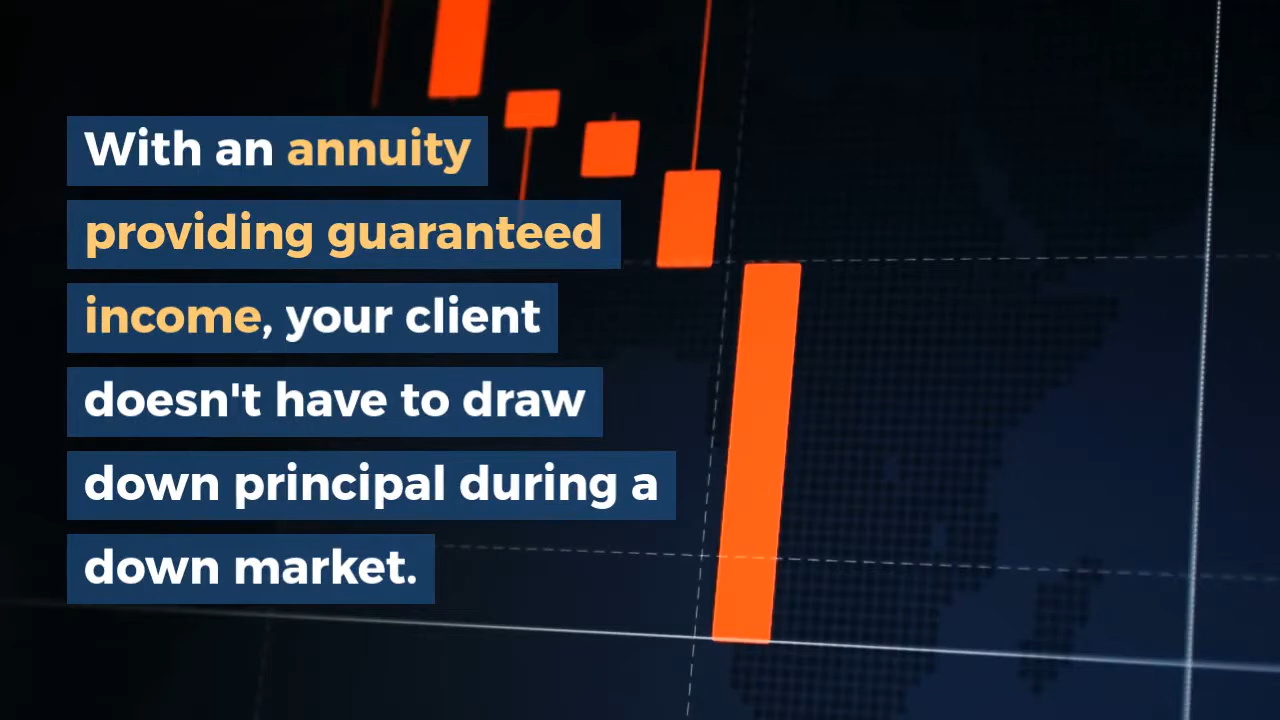 With an annuity
providing guaranteed
income, your client
doesn't have to draw
down principal during a
down market.